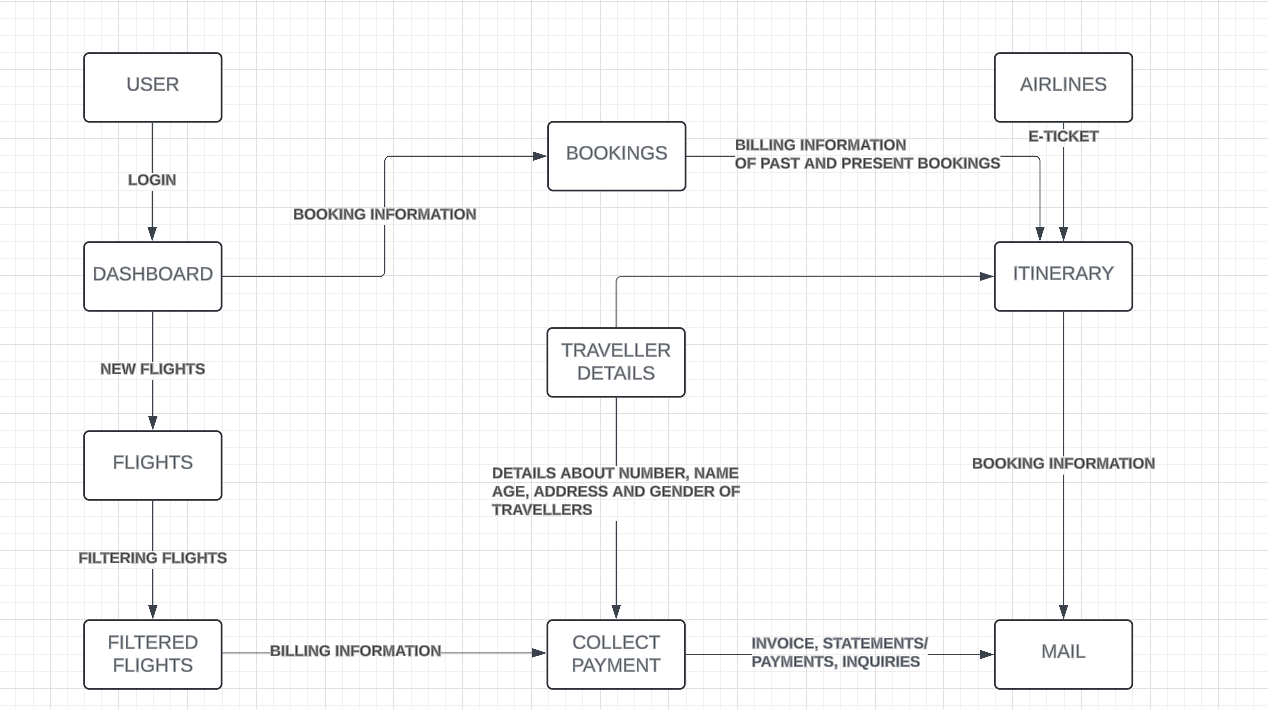 USER
AIRLINES
E-TICKET
BOOKINGS
BILLING INFORMATION
OF PAST AND PRESENT BOOKINGS
LOGIN
BOOKING INFORMATION
DASHBOARD
ITINERARY
TRAVELLER
DETAILS
NEW FLIGHTS
FLIGHTS
DETAILS ABOUT NUMBER, NAME
AGE, ADDRESS AND GENDER OF
TRAVELLERS
BOOKING INFORMATION
FILTERING FLIGHTS
FILTERED
FLIGHTS
BILLING INFORMATION
COLLECT
PAYMENT
INVOICE, STATEMENTS/
PAYMENTS, INQUIRIES
MAIL